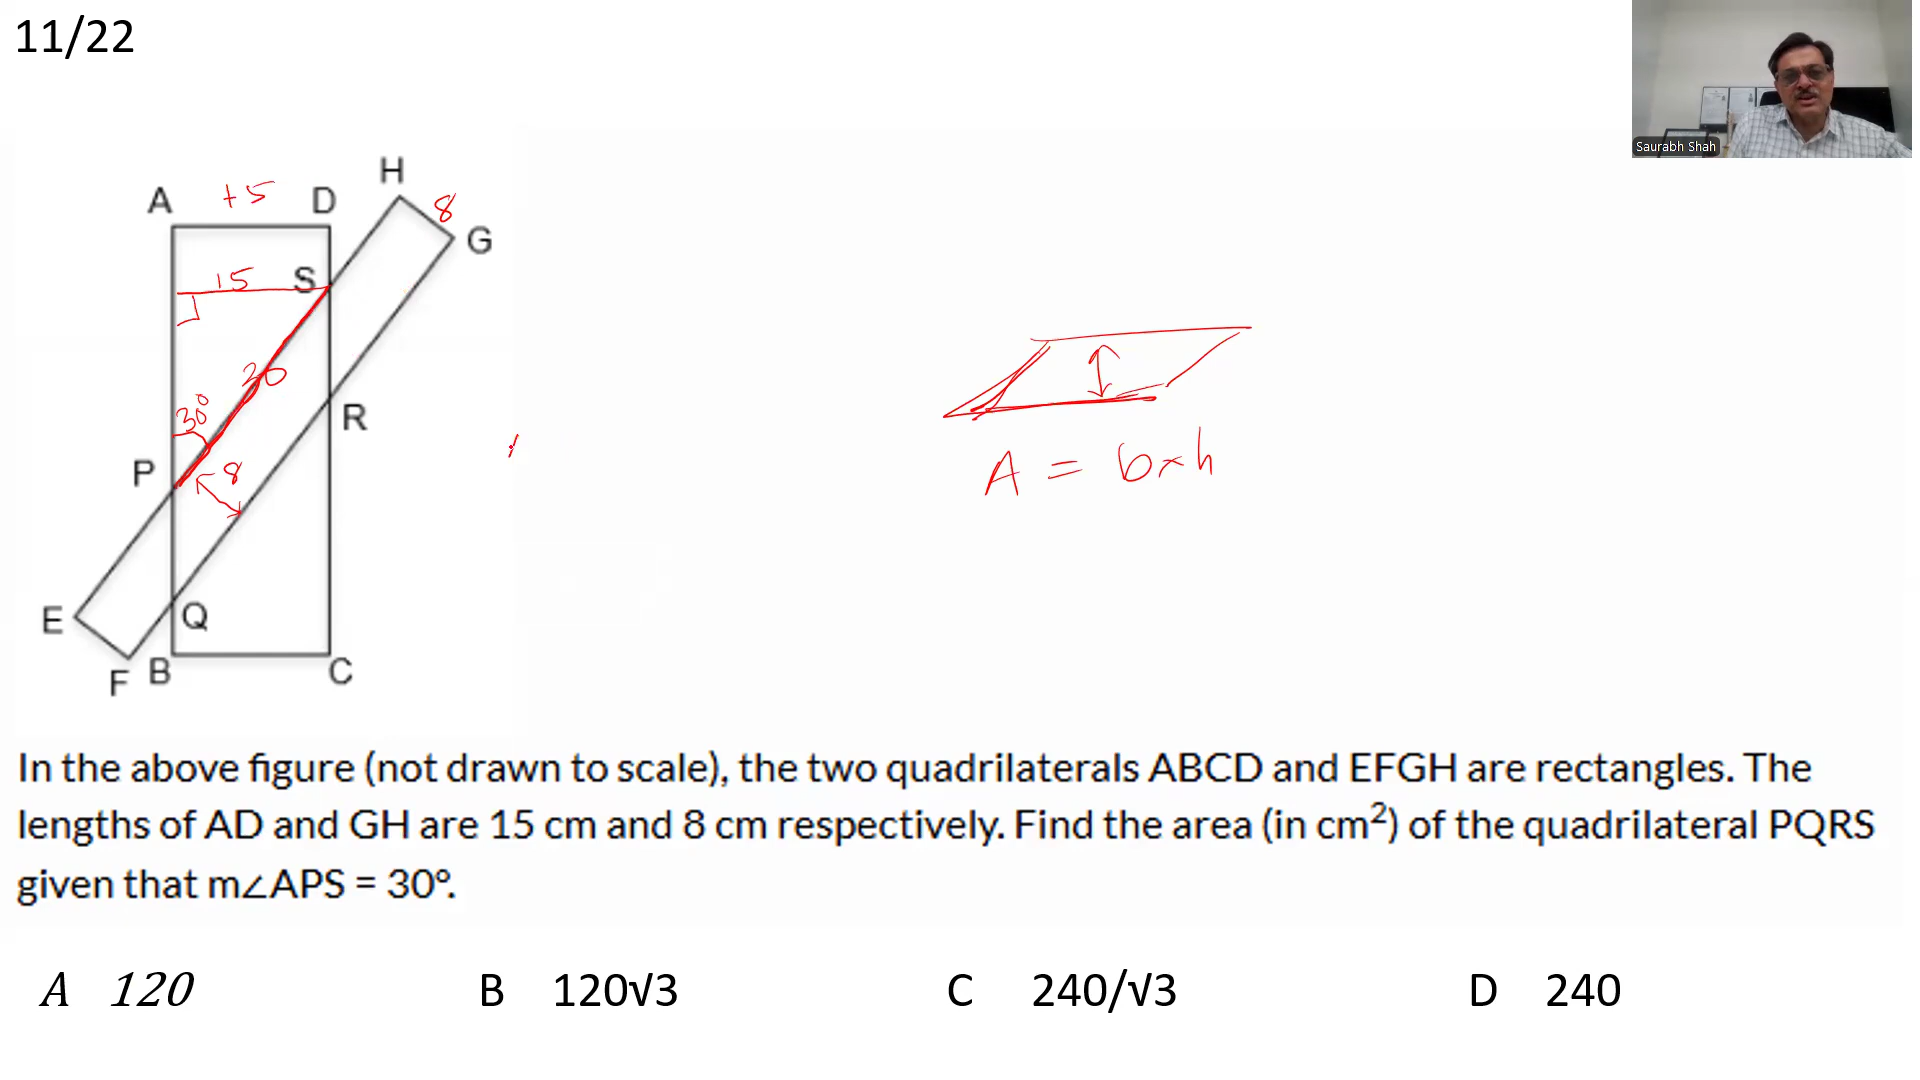 11/22
Saurabh Shah
H
A +5 D 8
G
15 S
30
30°
R
P 8
A = b×h
E Q
F B C
In the above figure (not drawn to scale), the two quadrilaterals ABCD and EFGH are rectangles. The
lengths of AD and GH are 15 cm and 8 cm respectively. Find the area (in cm²) of the quadrilateral PQRS
given that m∠APS = 30º.
A 120 B 120√3 C 240/√3 D 240